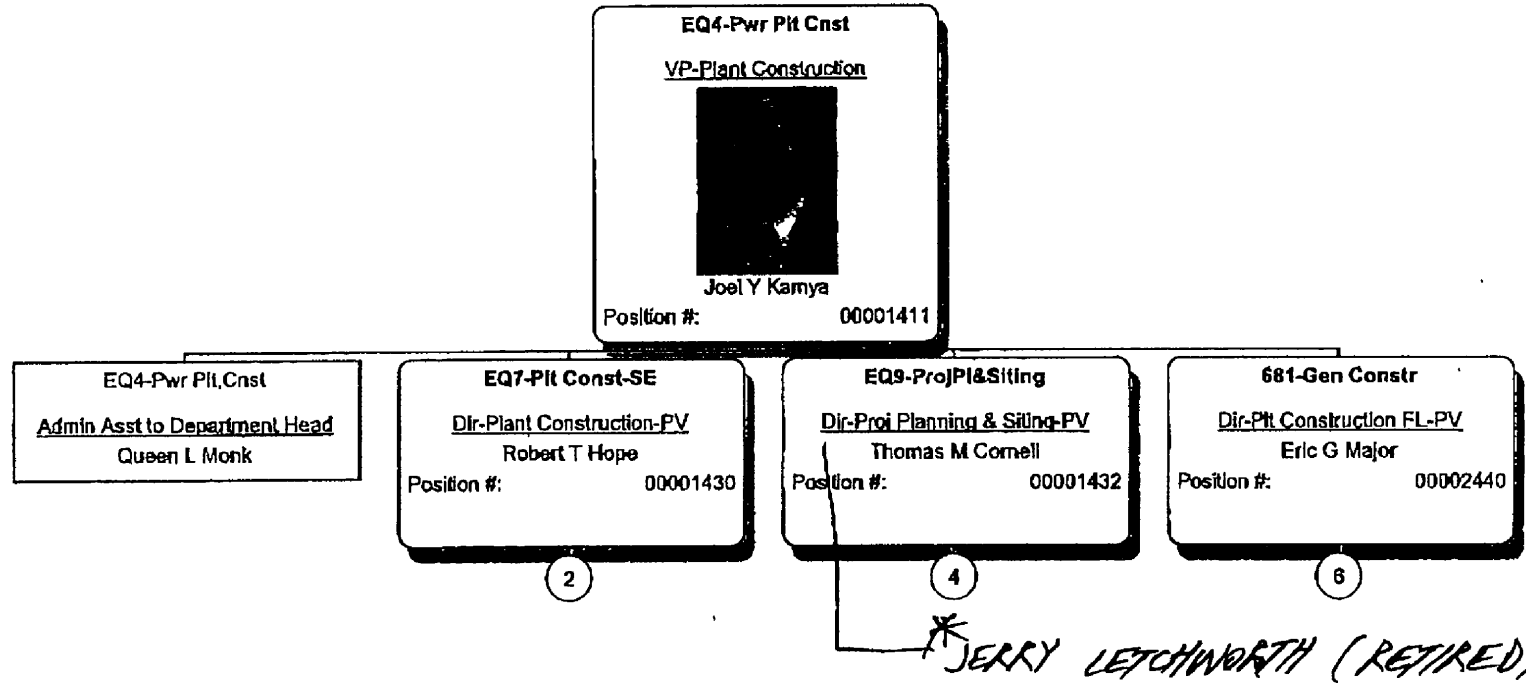 EQ4-Pwr Plt Cnst
VP-Plant Construction
Joel Y Kamya
Position #: 00001411
EQ4-Pwr Plt,Cnst
Admin Asst to Department Head
Queen L Monk
EQ7-Plt Const-SE
Dir-Plant Construction-PV
Robert T Hope
Position #: 00001430
2
EQ9-ProjPl&Siting
Dir-Proj Planning & Siting-PV
Thomas M Cornell
Position #: 00001432
4
681-Gen Constr
Dir-Plt Construction FL-PV
Eric G Major
Position #: 00002440
6
*JERRY LETCHWORTH (RETIRED)